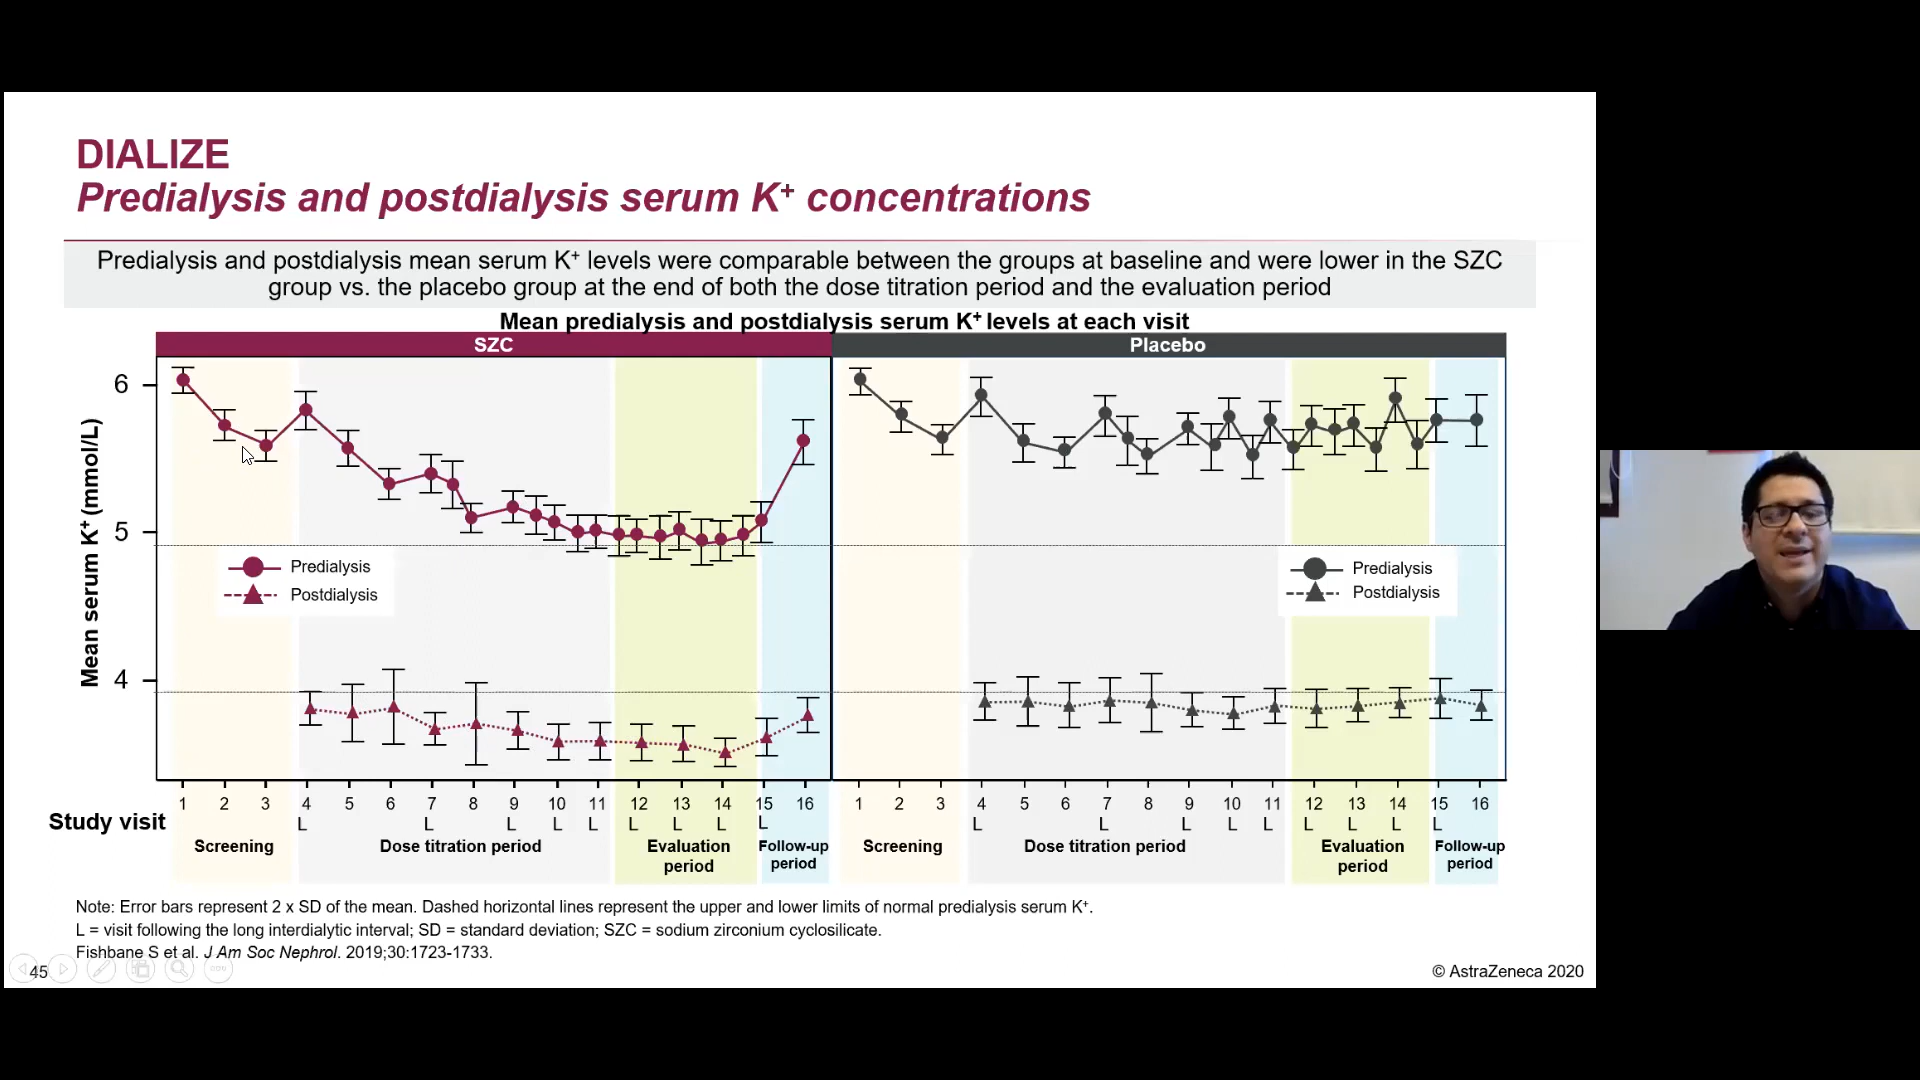 DIALIZE
Predialysis and postdialysis serum K+ concentrations
Predialysis and postdialysis mean serum K+ levels were comparable between the groups at baseline and were lower in the SZC
group vs. the placebo group at the end of both the dose titration period and the evaluation period
Mean predialysis and postdialysis serum K+ levels at each visit
SZC
Placebo
Mean serum K+ (mmol/L)
6
5
4
Predialysis
Postdialysis
Predialysis
Postdialysis
Study visit
1 2 3 4 5 6 7 8 9 10 11 12 13 14 15 16
L L L L L L L L L
Screening
Dose titration period
Evaluation
period
Follow-up
period
1 2 3 4 5 6 7 8 9 10 11 12 13 14 15 16
L L L L L L L L L
Screening
Dose titration period
Evaluation
period
Follow-up
period
Note: Error bars represent 2 x SD of the mean. Dashed horizontal lines represent the upper and lower limits of normal predialysis serum K+.
L = visit following the long interdialytic interval; SD = standard deviation; SZC = sodium zirconium cyclosilicate.
Fishbane S et al. J Am Soc Nephrol. 2019;30:1723-1733.
45
© AstraZeneca 2020